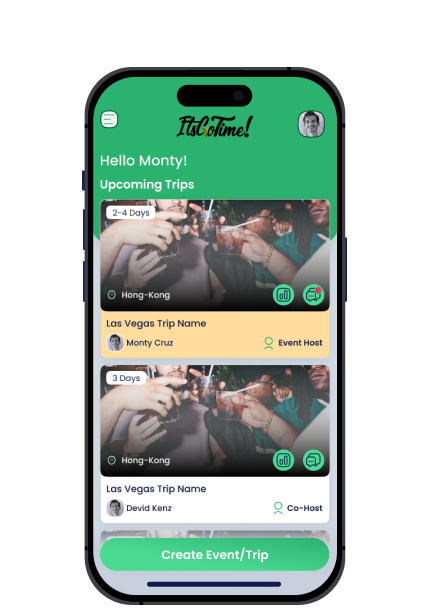 ItsGoTime!
Hello Monty!
Upcoming Trips
2-4 Days
Hong-Kong
Las Vegas Trip Name
Monty Cruz
Event Host
3 Days
Hong-Kong
Las Vegas Trip Name
Devid Kenz
Co-Host
Create Event/Trip